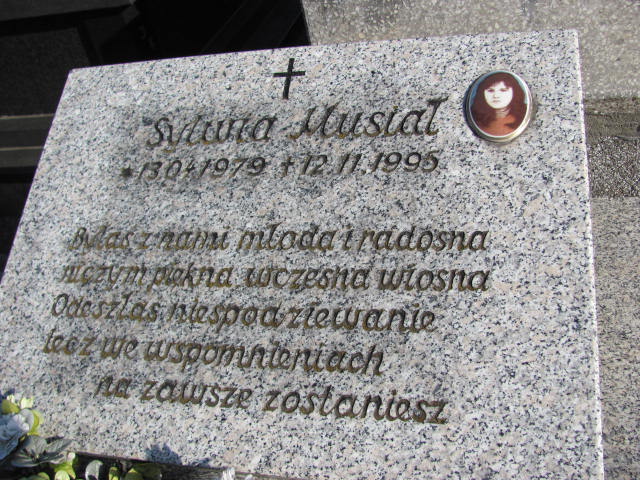 Sylwia Musiał
* 13.04.1979 + 12.11.1995
Byłaś z nami młoda i radosna
niczym piękna wczesna wiosna
Odeszłaś niespodziewanie
lecz we wspomnieniach
na zawsze zostaniesz